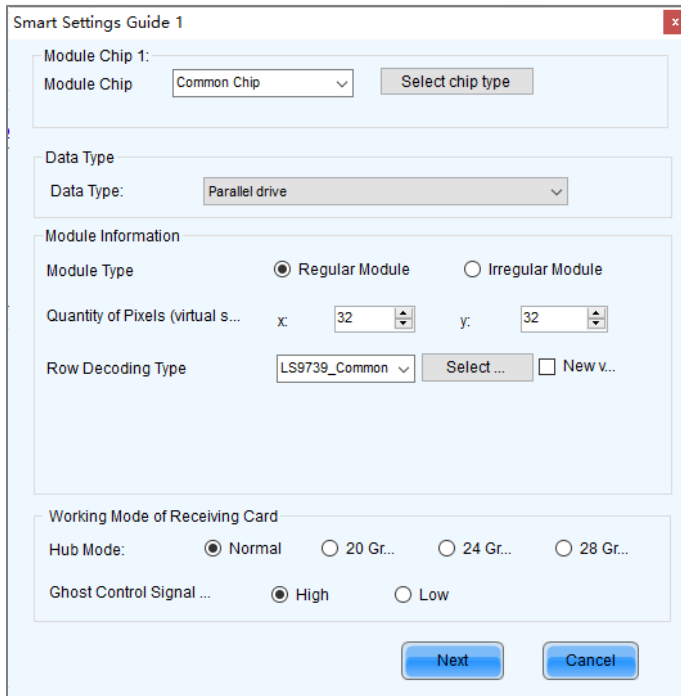 Smart Settings Guide 1
x
Module Chip 1:
Module Chip Common Chip Select chip type
Data Type
Data Type: Parallel drive
Module Information
Module Type Regular Module Irregular Module
Quantity of Pixels (virtual s... x: 32 y: 32
Row Decoding Type LS9739_Common Select ... New v...
Working Mode of Receiving Card
Hub Mode: Normal 20 Gr... 24 Gr... 28 Gr...
Ghost Control Signal ... High Low
Next Cancel